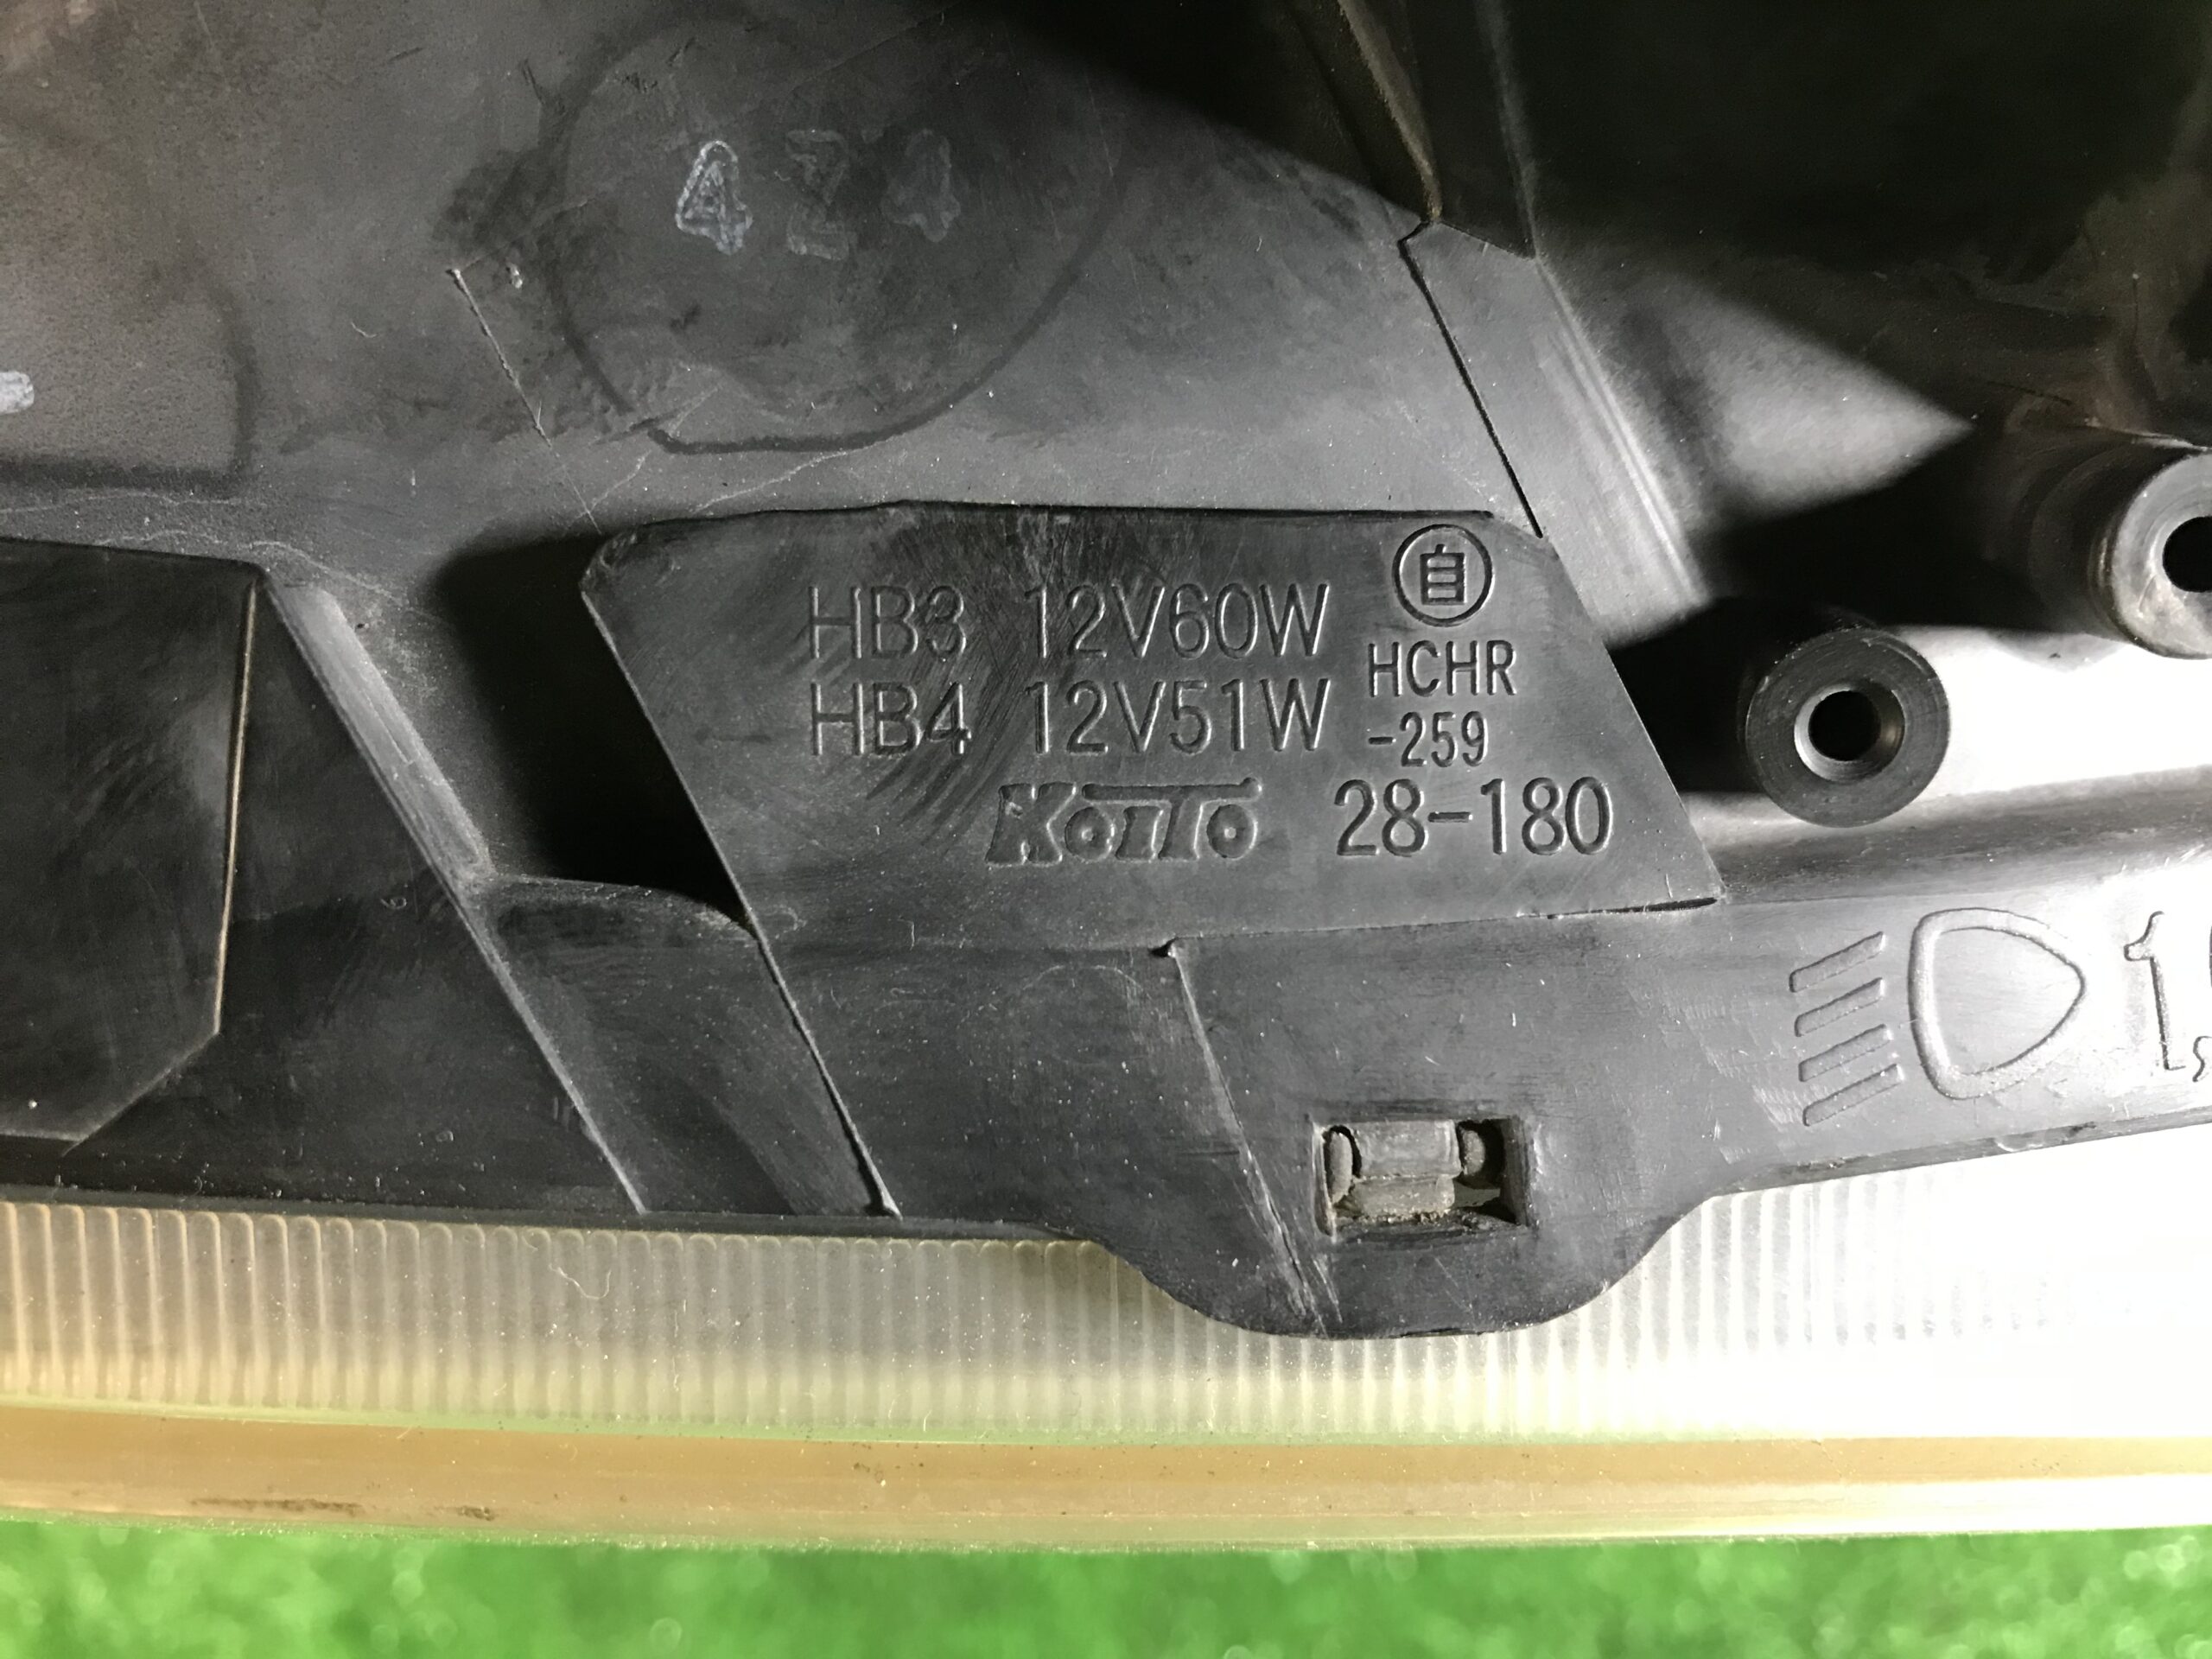 424
HB3 12V60W
HB4 12V51W
自
HCHR
-259
KOITO 28-180